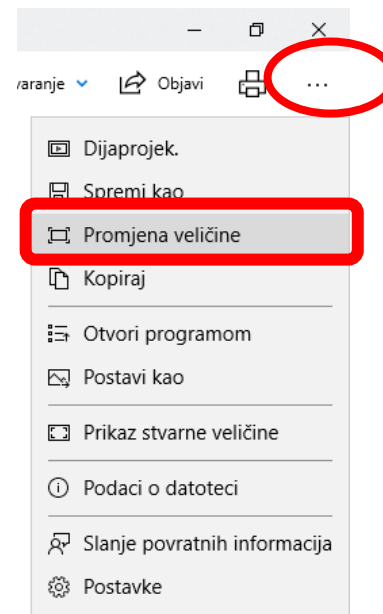 varanje Objavi ...
Dijaprojek.
Spremi kao
Promjena veličine
Kopiraj
Otvori programom
Postavi kao
Prikaz stvarne veličine
Podaci o datoteci
Slanje povratnih informacija
Postavke